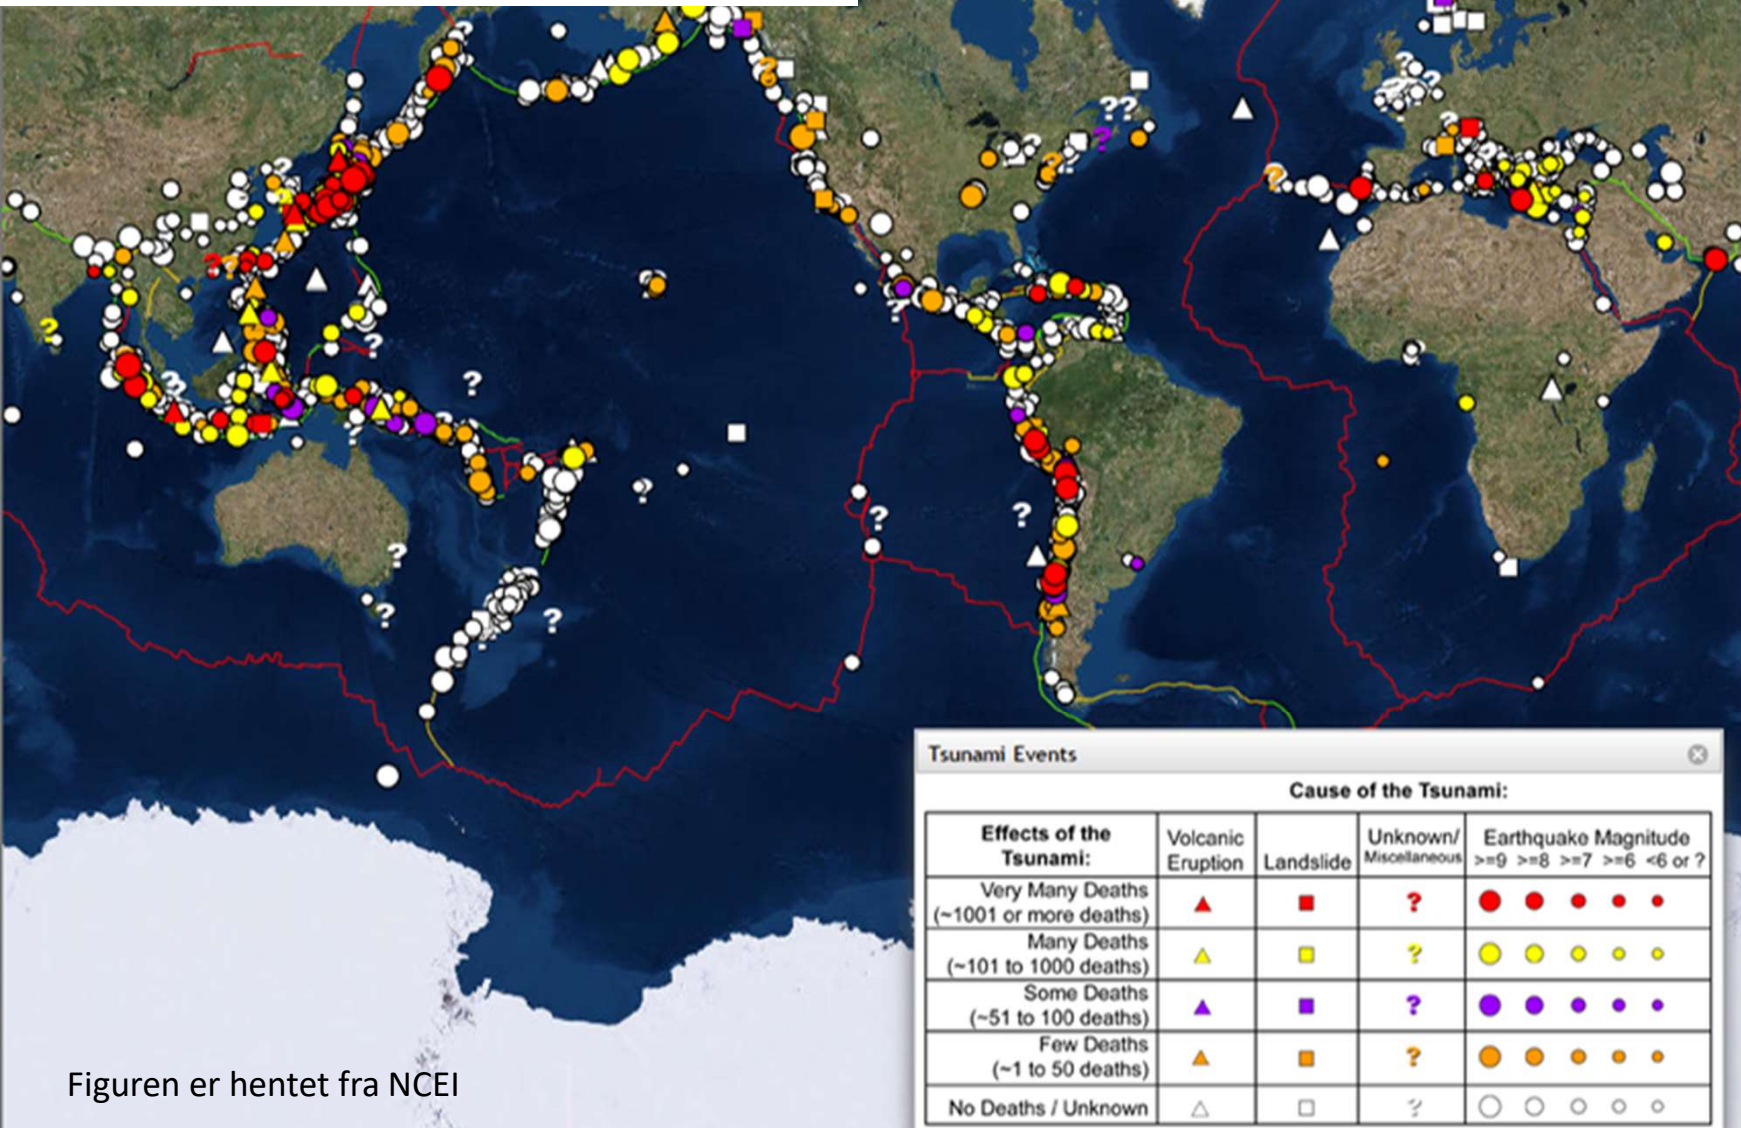 Tsunami Events
Cause of the Tsunami:
Effects of the
Tsunami:
Volcanic
Eruption
Landslide
Unknown/
Miscellaneous
Earthquake Magnitude
>=9 >=8 >=7 >=6 <6 or ?
Very Many Deaths
(~1001 or more deaths)
?
Many Deaths
(~101 to 1000 deaths)
?
Some Deaths
(~51 to 100 deaths)
?
Few Deaths
(~1 to 50 deaths)
?
No Deaths / Unknown
?
Figuren er hentet fra NCEI